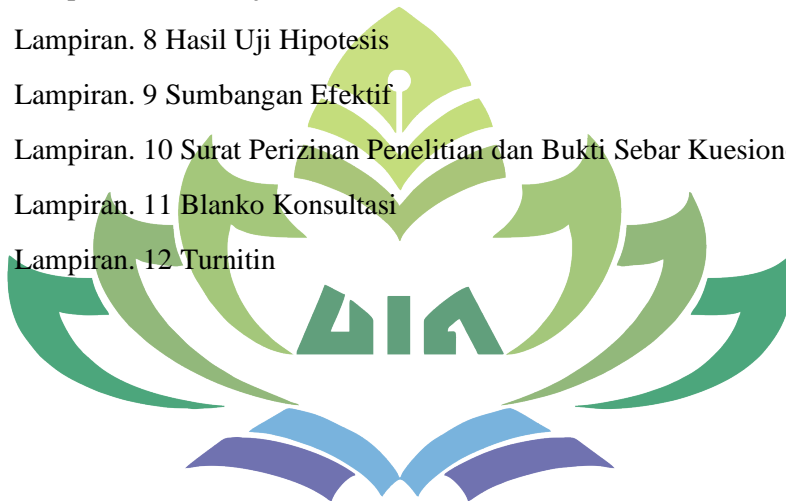 Lampiran. 8 Hasil Uji Hipotesis
Lampiran. 9 Sumbangan Efektif
Lampiran. 10 Surat Perizinan Penelitian dan Bukti Sebar Kuesion
Lampiran. 11 Blanko Konsultasi
Lampiran. 12 Turnitin